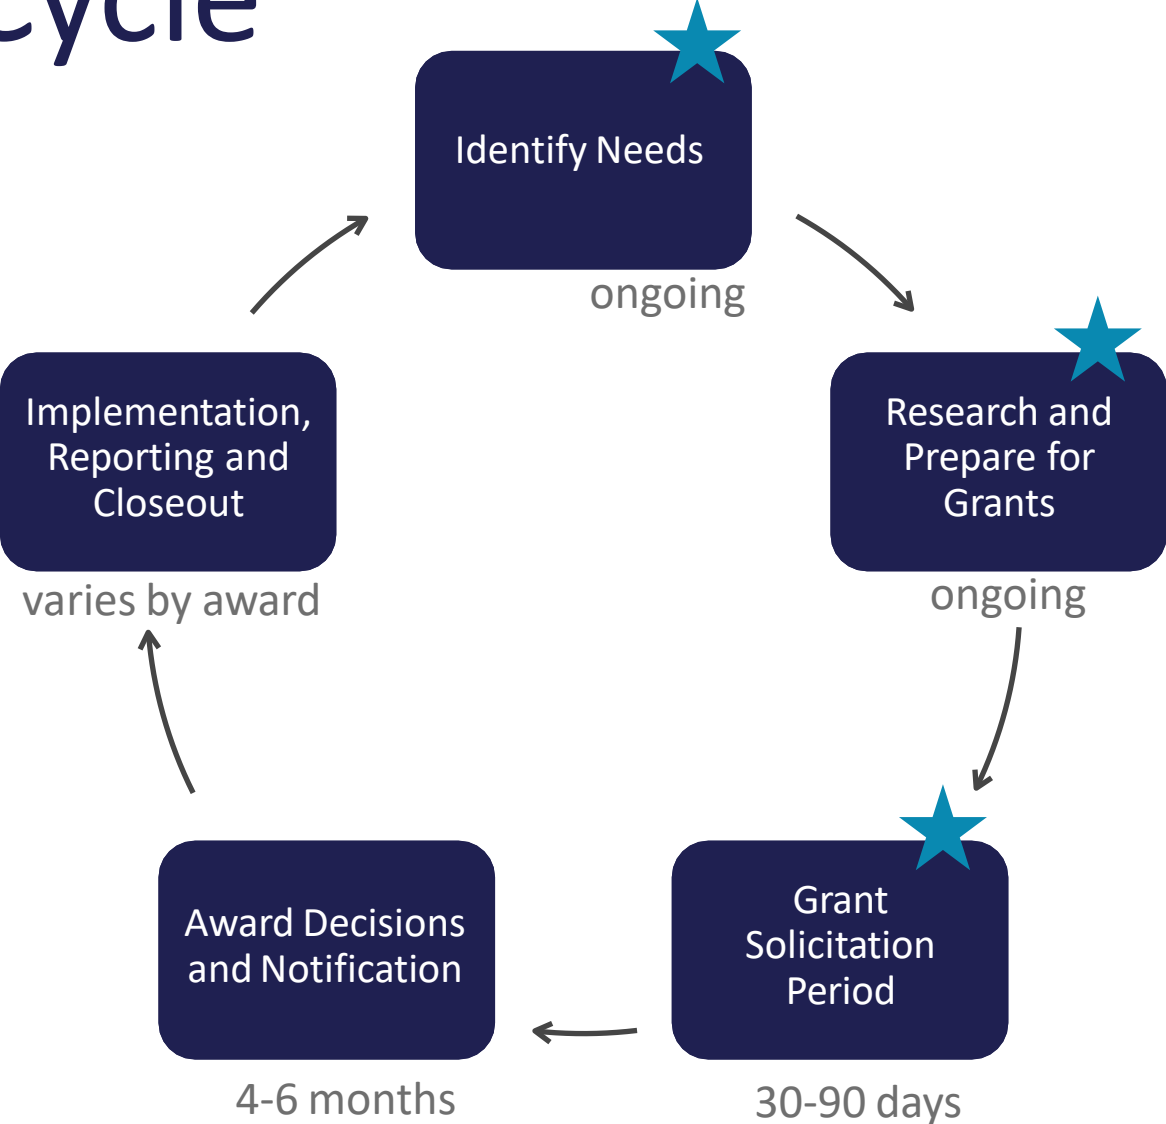 cycle
Identify Needs
ongoing
Research and
Prepare for
Grants
ongoing
Grant
Solicitation
Period
30-90 days
Award Decisions
and Notification
4-6 months
Implementation,
Reporting and
Closeout
varies by award